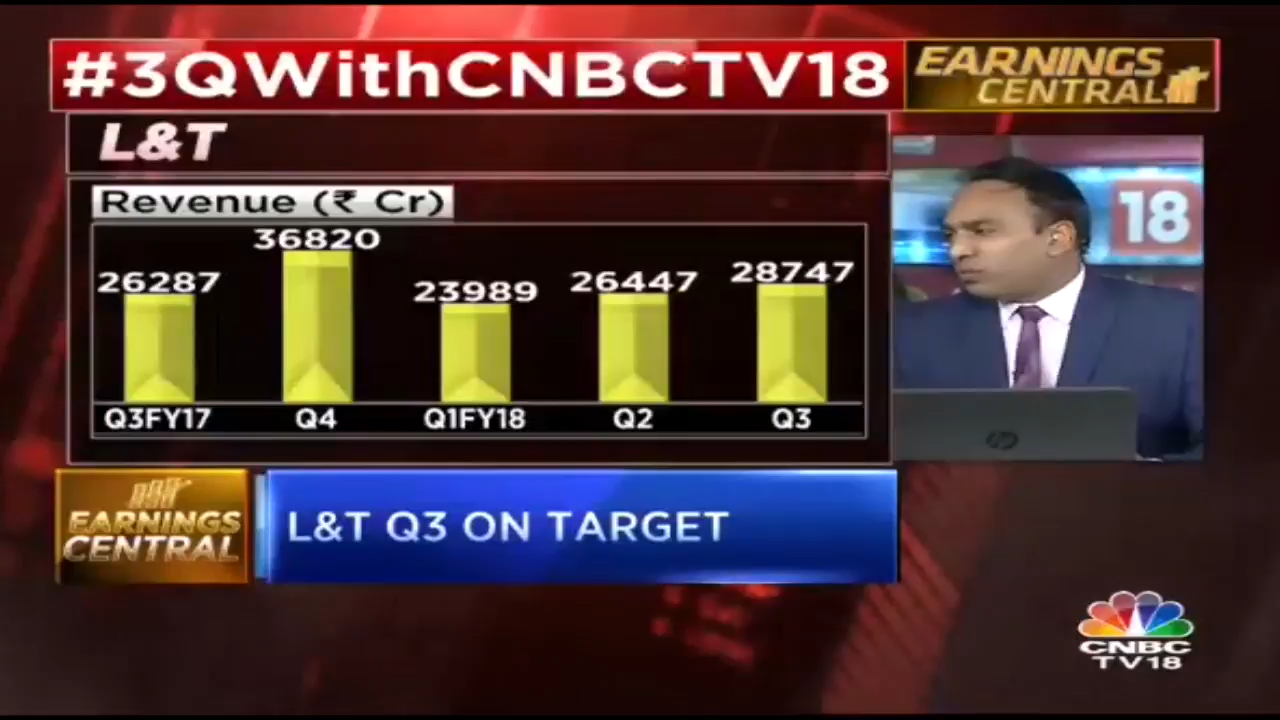 #3QWithCNBCTV18
EARNINGS
CENTRAL
L&T
Revenue (₹ Cr)
26287
36820
23989
26447
28747
Q3FY17
Q4
Q1FY18
Q2
Q3
18
hp
EARNINGS
CENTRAL
L&T Q3 ON TARGET
CNBC
TV18